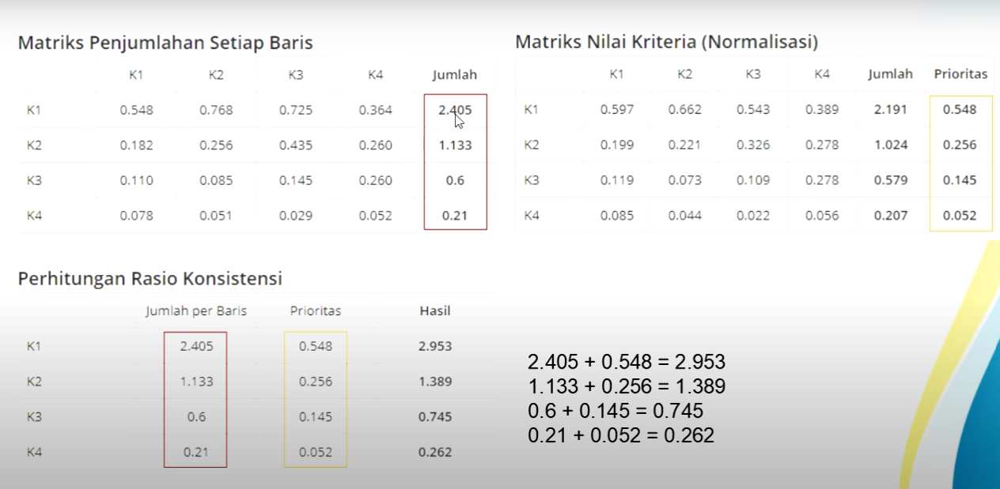 Matriks Penjumlahan Setiap Baris
K1 K2 K3 K4 Jumlah
K1 0.548 0.768 0.725 0.364 2.405
K2 0.182 0.256 0.435 0.260 1.133
K3 0.110 0.085 0.145 0.260 0.6
K4 0.078 0.051 0.029 0.052 0.21
Matriks Nilai Kriteria (Normalisasi)
K1 K2 K3 K4 Jumlah Prioritas
K1 0.597 0.662 0.543 0.389 2.191 0.548
K2 0.199 0.221 0.326 0.278 1.024 0.256
K3 0.119 0.073 0.109 0.278 0.579 0.145
K4 0.085 0.044 0.022 0.056 0.207 0.052
Perhitungan Rasio Konsistensi
Jumlah per Baris Prioritas Hasil
K1 2.405 0.548 2.953
K2 1.133 0.256 1.389
K3 0.6 0.145 0.745
K4 0.21 0.052 0.262
2.405 + 0.548 = 2.953
1.133 + 0.256 = 1.389
0.6 + 0.145 = 0.745
0.21 + 0.052 = 0.262